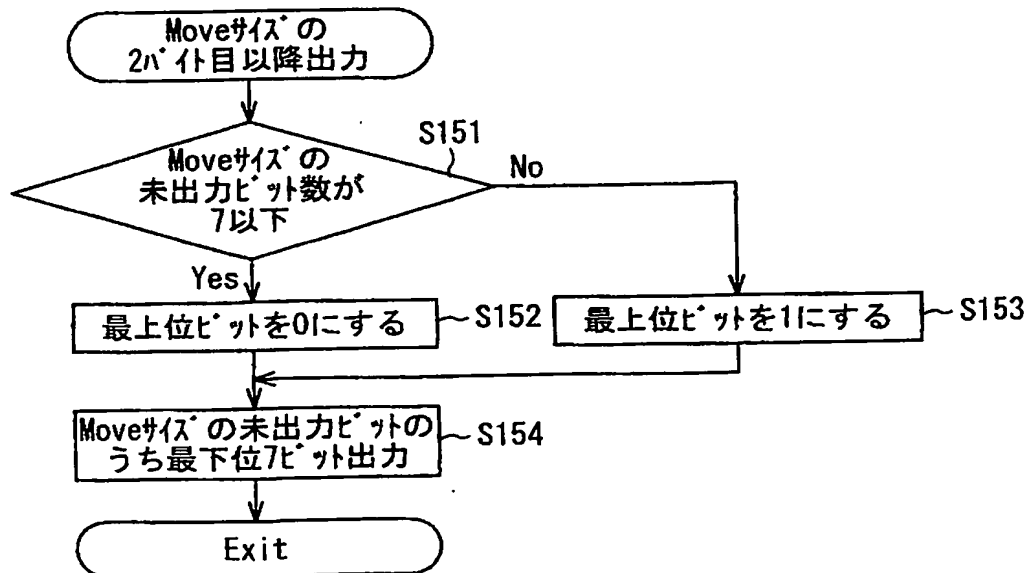 Moveｻｲｽﾞの
2ﾊﾞｲﾄ目以降出力
S151
Moveｻｲｽﾞの
未出力ﾋﾞｯﾄ数が
7以下
No
Yes
最上位ﾋﾞｯﾄを0にする
S152
最上位ﾋﾞｯﾄを1にする
S153
Moveｻｲｽﾞの未出力ﾋﾞｯﾄの
うち最下位7ﾋﾞｯﾄ出力
S154
Exit